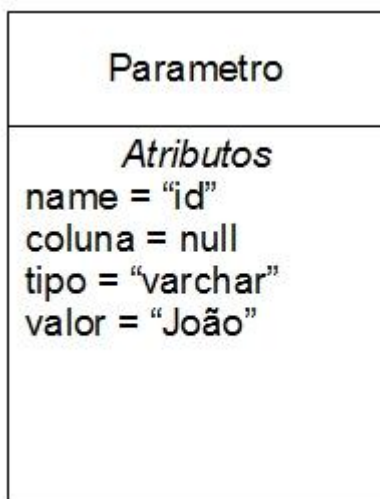 Parametro
Atributos
name = “id”
coluna = null
tipo = “varchar”
valor = “João”